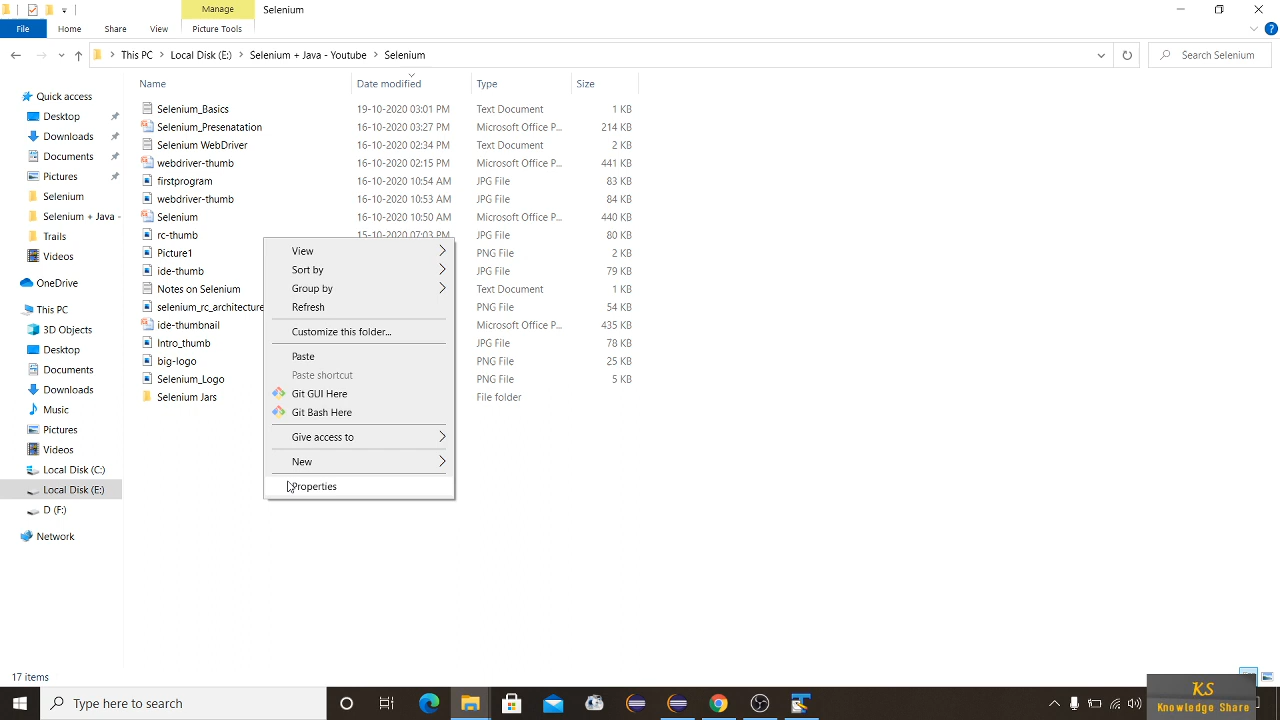 Manage Selenium
File Home Share View Picture Tools
This PC > Local Disk (E:) > Selenium + Java - Youtube > Selenium Search Selenium
Name Date modified Type Size
Quick access
Desktop
Downloads
Documents
Pictures
Selenium
Selenium + Java -
Trails
Videos
OneDrive
This PC
3D Objects
Desktop
Documents
Downloads
Music
Pictures
Videos
Local Disk (C:)
Local Disk (E:)
D (F:)
Network
Selenium_Basics 19-10-2020 03:01 PM Text Document 1 KB
Selenium_Presenatation 16-10-2020 03:27 PM Microsoft Office P... 214 KB
Selenium WebDriver 16-10-2020 02:34 PM Text Document 2 KB
webdriver-thumb 16-10-2020 02:15 PM Microsoft Office P... 441 KB
firstprogram 16-10-2020 10:54 AM JPG File 83 KB
webdriver-thumb 16-10-2020 10:53 AM JPG File 84 KB
Selenium 16-10-2020 10:50 AM Microsoft Office P... 440 KB
rc-thumb 15-10-2020 07:03 PM JPG File 80 KB
Picture1 PNG File 2 KB
ide-thumb JPG File 79 KB
Notes on Selenium Text Document 1 KB
selenium_rc_architecture PNG File 54 KB
ide-thumbnail Microsoft Office P... 435 KB
Intro_thumb JPG File 78 KB
big-logo PNG File 25 KB
Selenium_Logo PNG File 5 KB
Selenium Jars File folder
View
Sort by
Group by
Refresh
Customize this folder...
Paste
Paste shortcut
Git GUI Here
Git Bash Here
Give access to
New
Properties
17 items
Type here to search
KS
Knowledge Share